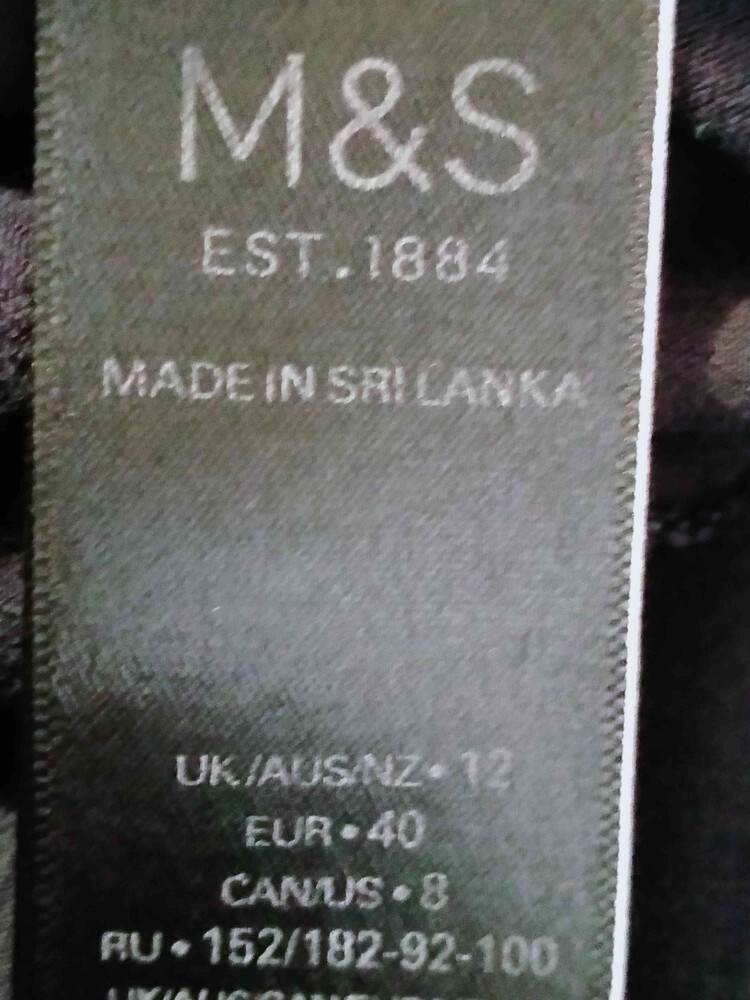 M&S
EST.1884
MADE IN SRI LANKA
UK/AUS/NZ • 12
EUR • 40
CAN/US • 8
RU • 152/182-92-100